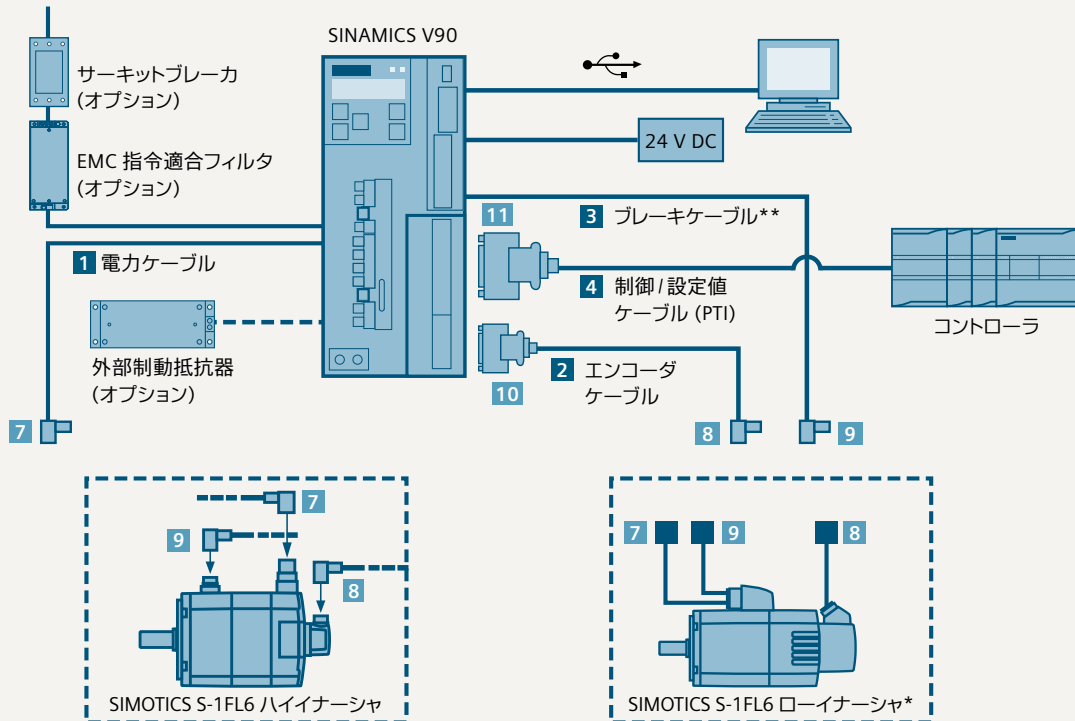 SINAMICS V90
サーキットブレーカ
(オプション)
EMC 指令適合フィルタ
(オプション)
24 V DC
11
3 ブレーキケーブル**
1 電力ケーブル
4 制御/設定値
ケーブル (PTI)
コントローラ
外部制動抵抗器
(オプション)
10
2 エンコーダ
ケーブル
7
8
9
7
9
8
SIMOTICS S-1FL6 ハイイナーシャ
7
9
8
SIMOTICS S-1FL6 ローイナーシャ*